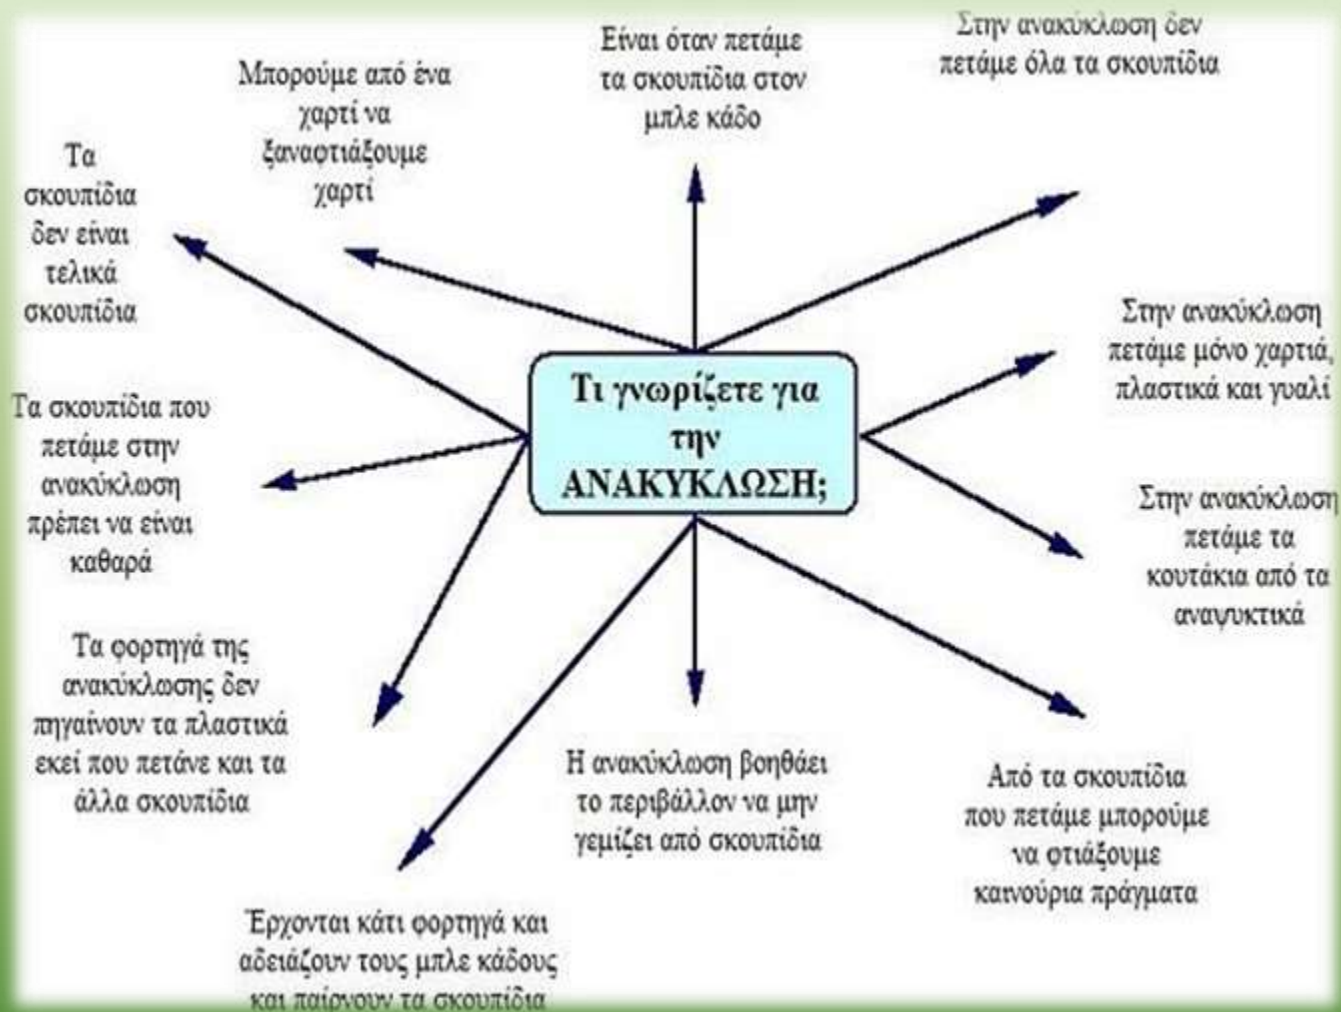 Στην ανακύκλωση δεν
πετάμε όλα τα σκουπίδια
Είναι όταν πετάμε
τα σκουπίδια στον
μπλε κάδο
Μπορούμε από ένα
χαρτί να
ξαναφτιάξουμε
χαρτί
Τα
σκουπίδια
δεν είναι
τελικά
σκουπίδια
Στην ανακύκλωση
πετάμε μόνο χαρτιά,
πλαστικά και γυαλί
Τι γνωρίζετε για
την
ΑΝΑΚΥΚΛΩΣΗ;
Τα σκουπίδια που
πετάμε στην
ανακύκλωση
πρέπει να είναι
καθαρά
Στην ανακύκλωση
πετάμε τα
κουτάκια από τα
αναψυκτικά
Τα φορτηγά της
ανακύκλωσης δεν
πηγαίνουν τα πλαστικά
εκεί που πετάνε και τα
άλλα σκουπίδια
Η ανακύκλωση βοηθάει
το περιβάλλον να μην
γεμίζει από σκουπίδια
Από τα σκουπίδια
που πετάμε μπορούμε
να φτιάξουμε
καινούρια πράγματα
Έρχονται κάτι φορτηγά και
αδειάζουν τους μπλε κάδους
και παίρνουν τα σκουπίδια